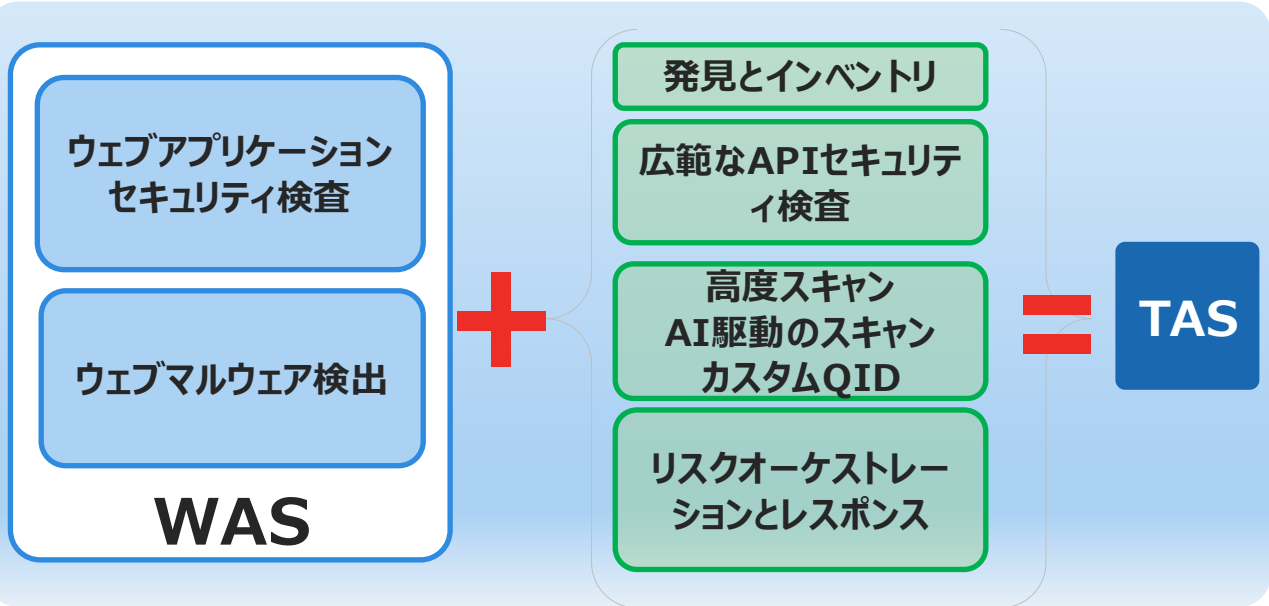 ウェブアプリケーション
セキュリティ検査
ウェブマルウェア検出
WAS
発見とインベントリ
広範なAPIセキュリテ
ィ検査
高度スキャン
AI駆動のスキャン
カスタムQID
リスクオーケストレー
ションとレスポンス
TAS